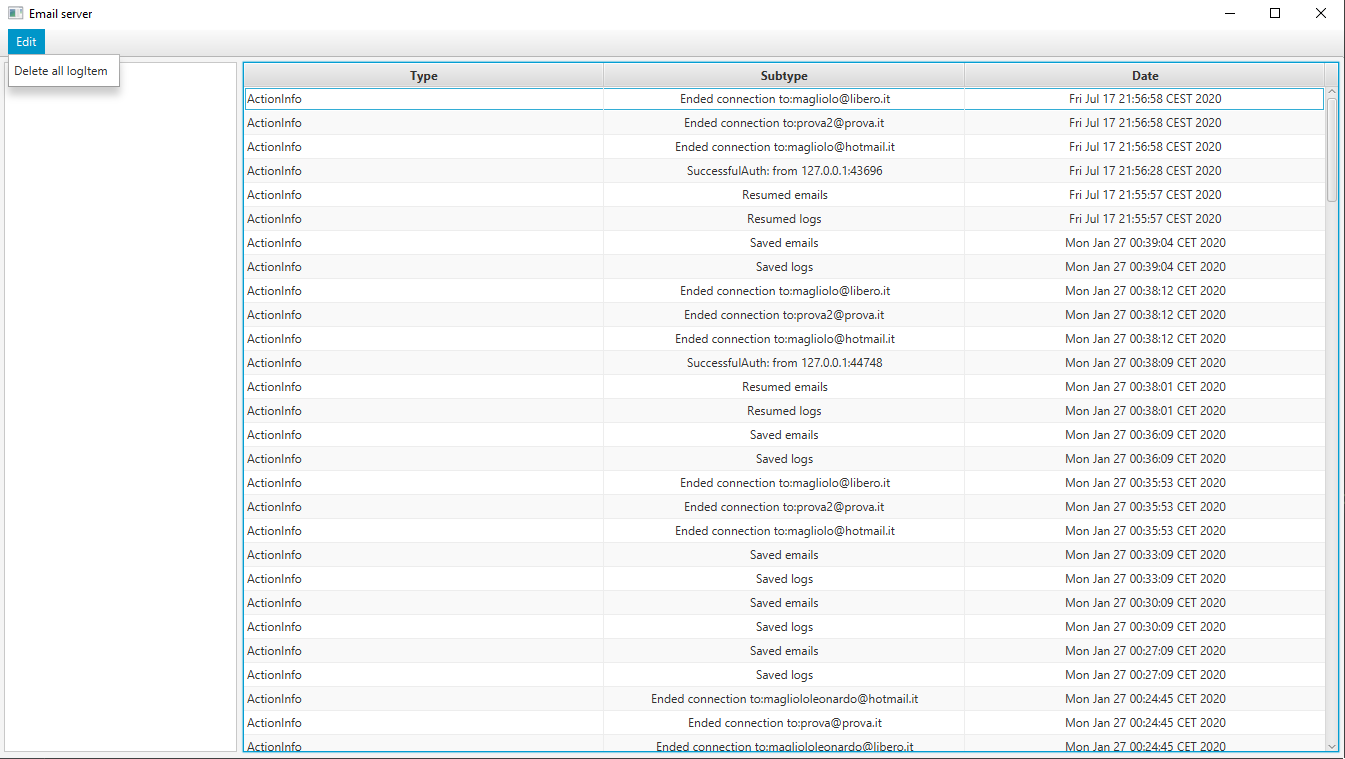 Email server
Edit
Delete all logItem
Type Subtype Date
ActionInfo Ended connection to:magliolo@libero.it Fri Jul 17 21:56:58 CEST 2020
ActionInfo Ended connection to:prova2@prova.it Fri Jul 17 21:56:58 CEST 2020
ActionInfo Ended connection to:magliolo@hotmail.it Fri Jul 17 21:56:58 CEST 2020
ActionInfo SuccessfulAuth: from 127.0.0.1:43696 Fri Jul 17 21:56:28 CEST 2020
ActionInfo Resumed emails Fri Jul 17 21:55:57 CEST 2020
ActionInfo Resumed logs Fri Jul 17 21:55:57 CEST 2020
ActionInfo Saved emails Mon Jan 27 00:39:04 CET 2020
ActionInfo Saved logs Mon Jan 27 00:39:04 CET 2020
ActionInfo Ended connection to:magliolo@libero.it Mon Jan 27 00:38:12 CET 2020
ActionInfo Ended connection to:prova2@prova.it Mon Jan 27 00:38:12 CET 2020
ActionInfo Ended connection to:magliolo@hotmail.it Mon Jan 27 00:38:12 CET 2020
ActionInfo SuccessfulAuth: from 127.0.0.1:44748 Mon Jan 27 00:38:09 CET 2020
ActionInfo Resumed emails Mon Jan 27 00:38:01 CET 2020
ActionInfo Resumed logs Mon Jan 27 00:38:01 CET 2020
ActionInfo Saved emails Mon Jan 27 00:36:09 CET 2020
ActionInfo Saved logs Mon Jan 27 00:36:09 CET 2020
ActionInfo Ended connection to:magliolo@libero.it Mon Jan 27 00:35:53 CET 2020
ActionInfo Ended connection to:prova2@prova.it Mon Jan 27 00:35:53 CET 2020
ActionInfo Ended connection to:magliolo@hotmail.it Mon Jan 27 00:35:53 CET 2020
ActionInfo Saved emails Mon Jan 27 00:33:09 CET 2020
ActionInfo Saved logs Mon Jan 27 00:33:09 CET 2020
ActionInfo Saved emails Mon Jan 27 00:30:09 CET 2020
ActionInfo Saved logs Mon Jan 27 00:30:09 CET 2020
ActionInfo Saved emails Mon Jan 27 00:27:09 CET 2020
ActionInfo Saved logs Mon Jan 27 00:27:09 CET 2020
ActionInfo Ended connection to:magliololeonardo@hotmail.it Mon Jan 27 00:24:45 CET 2020
ActionInfo Ended connection to:prova@prova.it Mon Jan 27 00:24:45 CET 2020
ActionInfo Ended connection to:magliololeonardo@libero.it Mon Jan 27 00:24:45 CET 2020